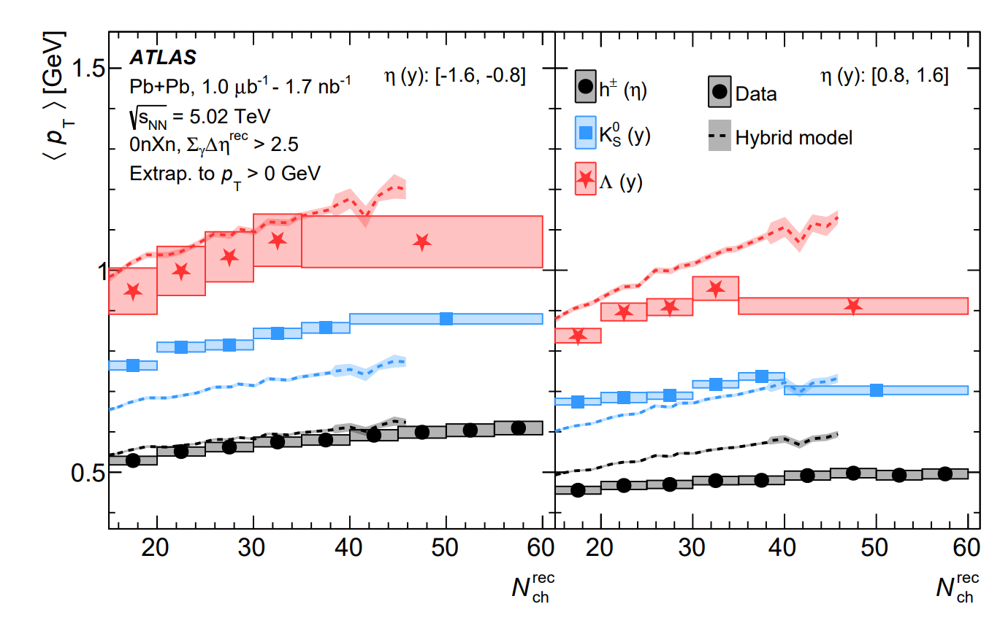 ⟨ p_T ⟩ [GeV]
1.5
1
0.5
ATLAS
Pb+Pb, 1.0 μb⁻¹ - 1.7 nb⁻¹
√s_NN = 5.02 TeV
0nXn, Σ_γΔη^rec > 2.5
Extrap. to p_T > 0 GeV
η (y): [-1.6, -0.8]
h± (η)
K⁰_S (y)
Λ (y)
Data
Hybrid model
η (y): [0.8, 1.6]
20 30 40 50 60
20 30 40 50 60
N_ch^rec
N_ch^rec